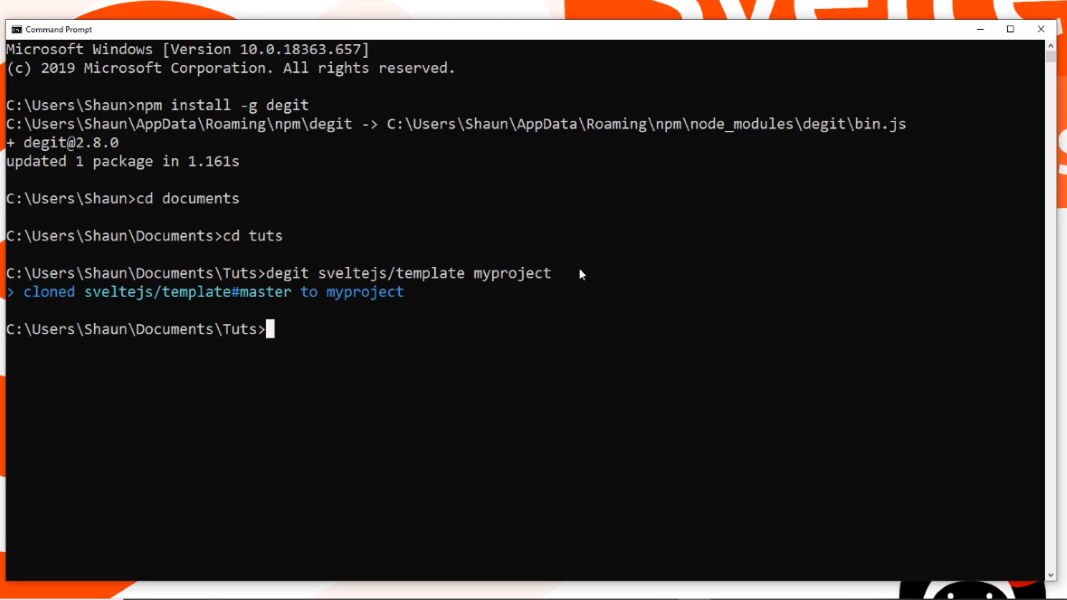 Svelte
Command Prompt
Microsoft Windows [Version 10.0.18363.657]
(c) 2019 Microsoft Corporation. All rights reserved.
C:\Users\Shaun>npm install -g degit
C:\Users\Shaun\AppData\Roaming\npm\degit -> C:\Users\Shaun\AppData\Roaming\npm\node_modules\degit\bin.js
+ degit@2.8.0
updated 1 package in 1.161s
C:\Users\Shaun>cd documents
C:\Users\Shaun\Documents>cd tuts
C:\Users\Shaun\Documents\Tuts>degit sveltejs/template myproject
> cloned sveltejs/template#master to myproject
C:\Users\Shaun\Documents\Tuts>